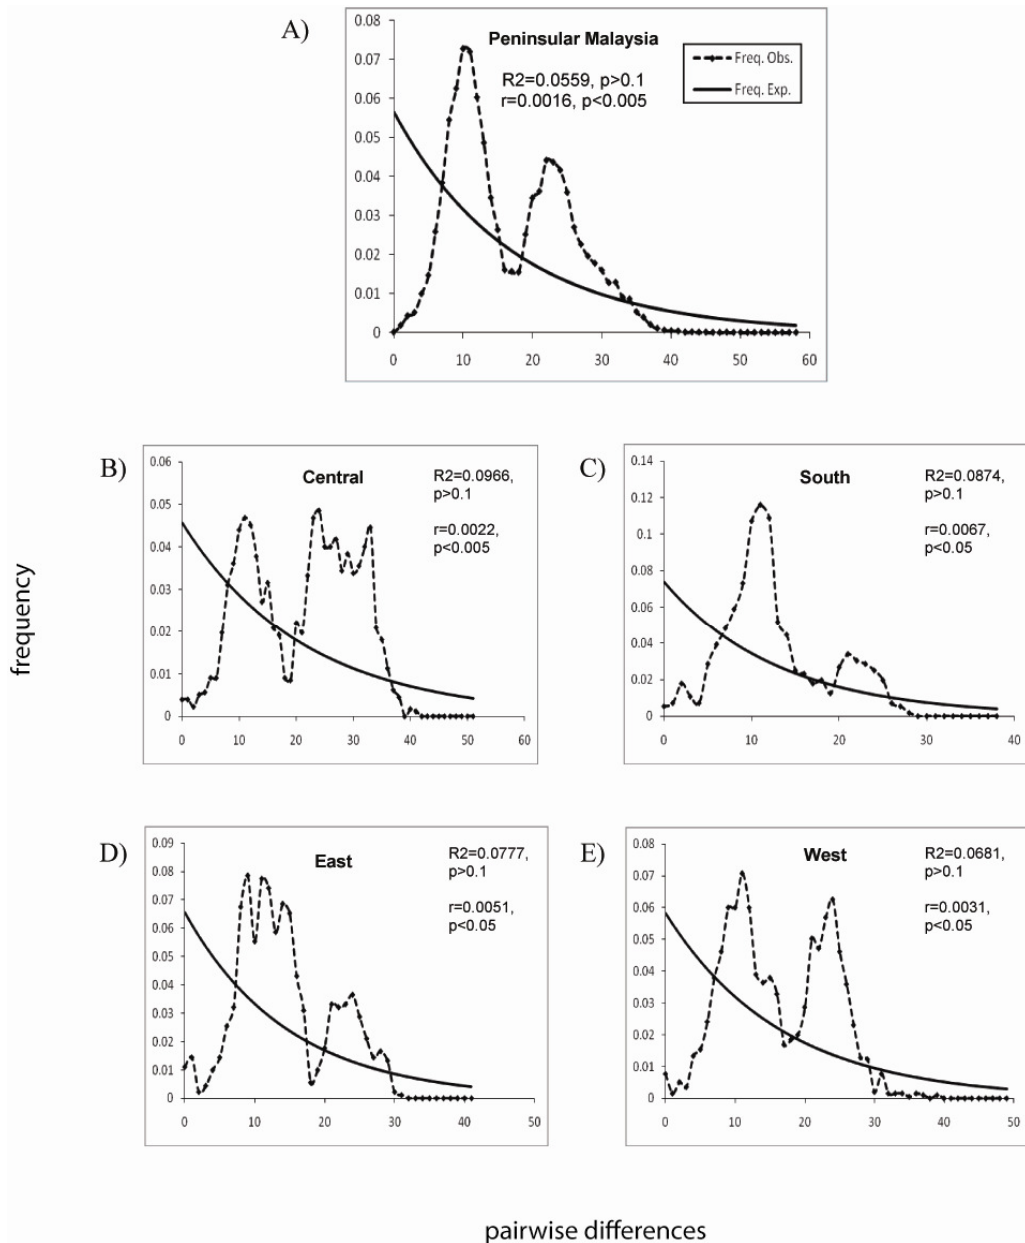 A)
Peninsular Malaysia
R2=0.0559, p>0.1
r=0.0016, p<0.005
Freq. Obs.
Freq. Exp.
0.08
0.07
0.06
0.05
0.04
0.03
0.02
0.01
0
0 10 20 30 40 50 60
B)
Central
R2=0.0966,
p>0.1
r=0.0022,
p<0.005
0.06
0.05
0.04
0.03
0.02
0.01
0
0 10 20 30 40 50 60
C)
South
R2=0.0874,
p>0.1
r=0.0067,
p<0.05
0.14
0.12
0.1
0.08
0.06
0.04
0.02
0
0 10 20 30 40
frequency
D)
East
R2=0.0777,
p>0.1
r=0.0051,
p<0.05
0.09
0.08
0.07
0.06
0.05
0.04
0.03
0.02
0.01
0
0 10 20 30 40 50
E)
West
R2=0.0681,
p>0.1
r=0.0031,
p<0.05
0.08
0.07
0.06
0.05
0.04
0.03
0.02
0.01
0
0 10 20 30 40 50
pairwise differences